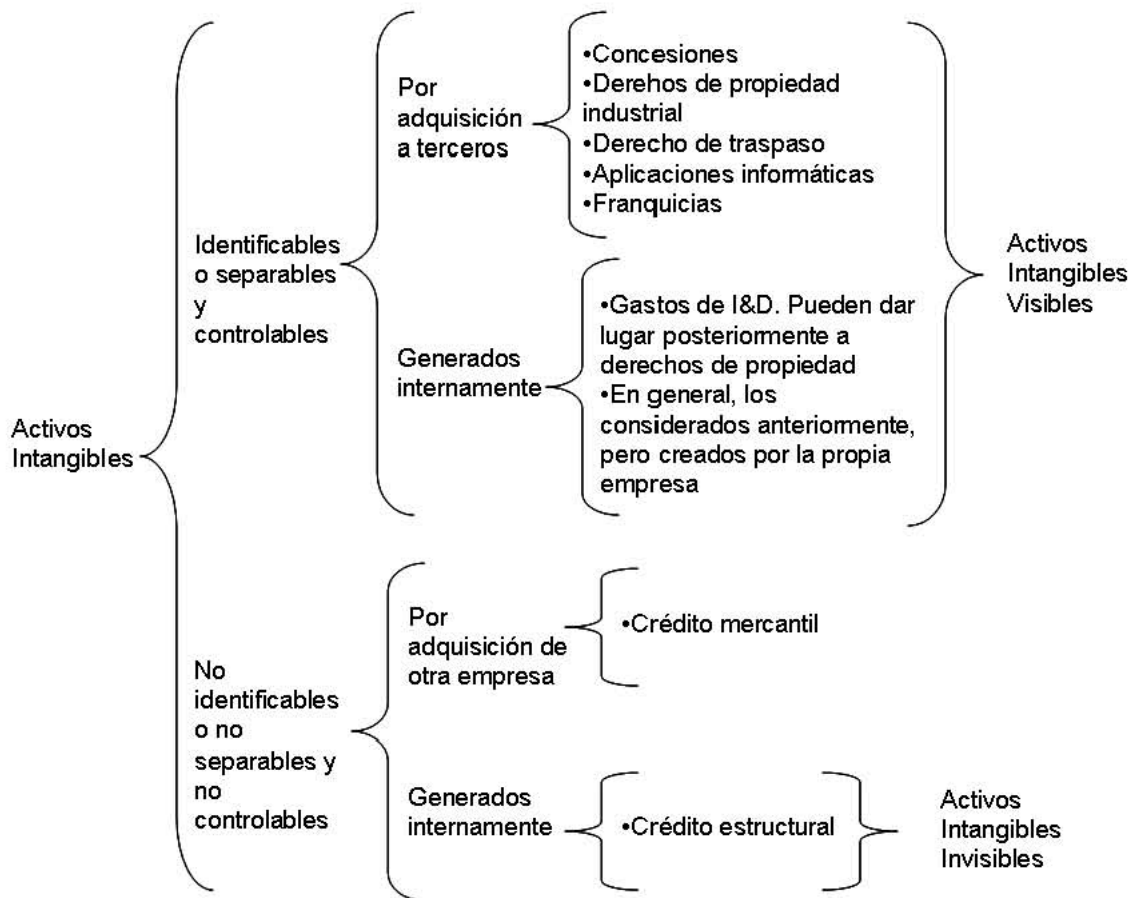 Activos
Intangibles
Identificables
o separables
y
controlables
Por
adquisición
a terceros
•Concesiones
•Derehos de propiedad
industrial
•Derecho de traspaso
•Aplicaciones informáticas
•Franquicias
Generados
internamente
•Gastos de I&D. Pueden dar
lugar posteriormente a
derechos de propiedad
•En general, los
considerados anteriormente,
pero creados por la propia
empresa
Activos
Intangibles
Visibles
No
identificables
o no
separables y
no
controlables
Por
adquisición de
otra empresa
•Crédito mercantil
Generados
internamente
•Crédito estructural
Activos
Intangibles
Invisibles